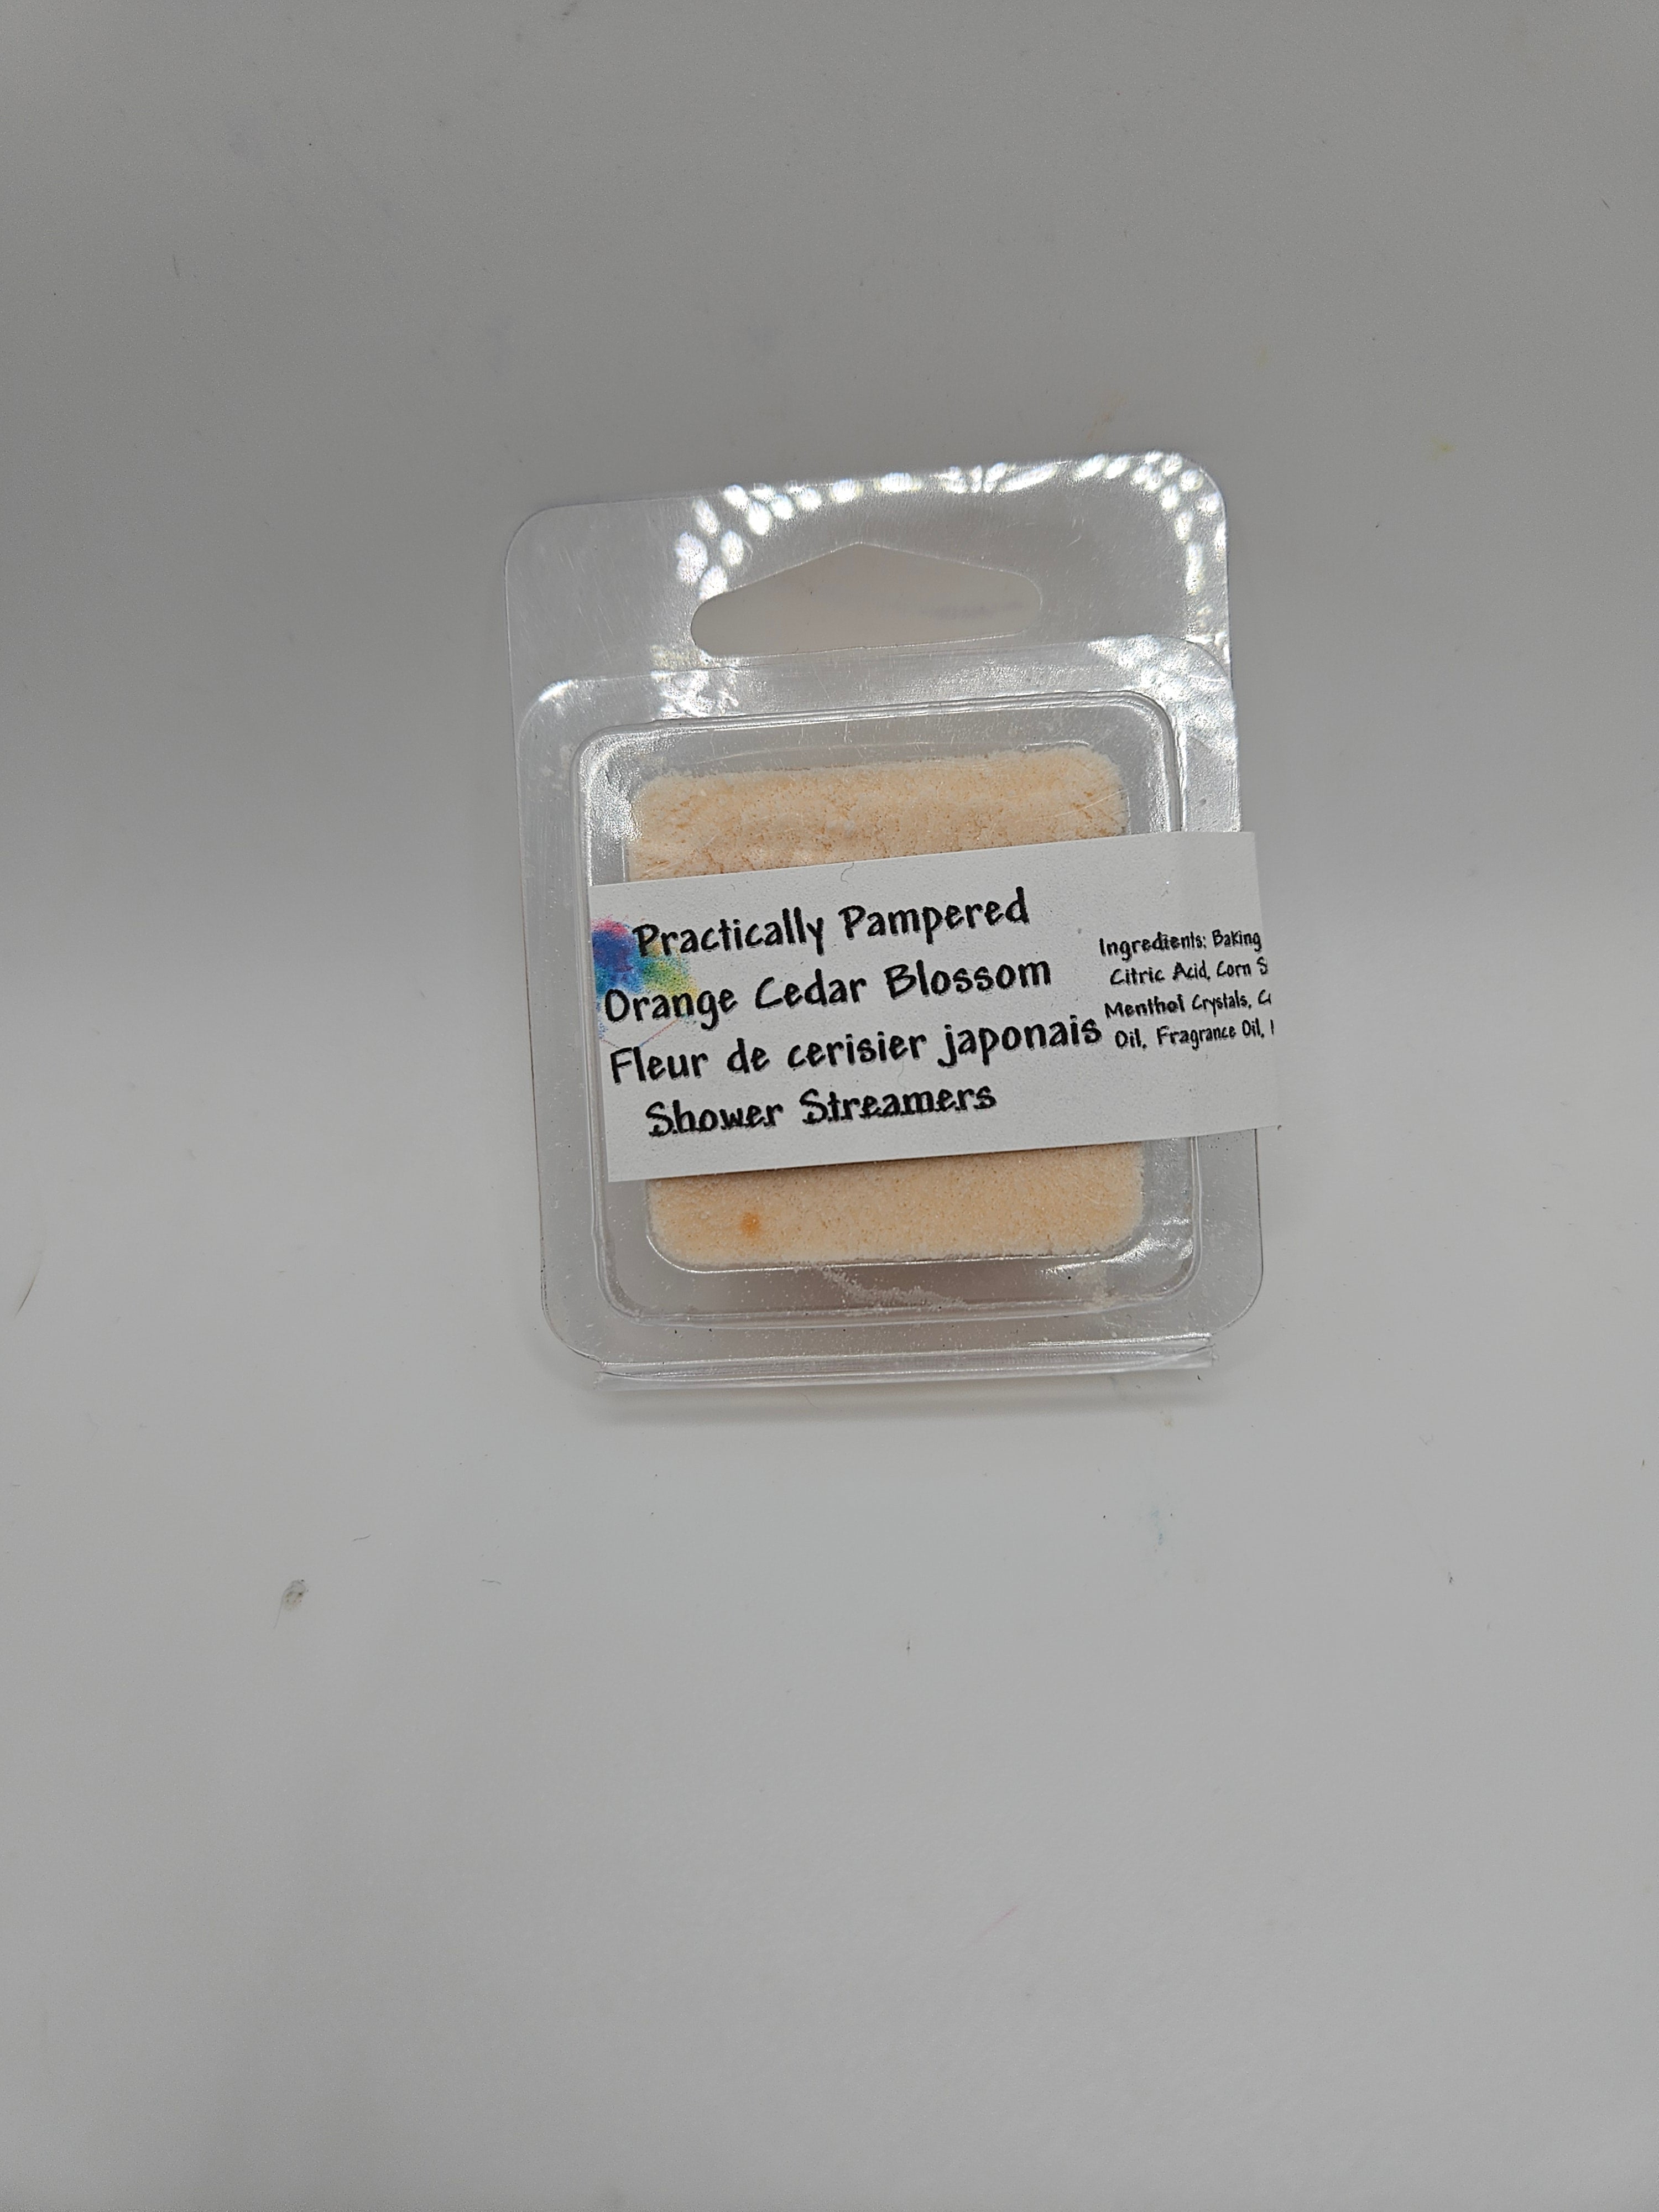 Practically Pampered
Orange Cedar Blossom
Fleur de cerisier japonais
Shower Streamers
Ingredients: Baking
Citric Acid, Corn S
Menthol Crystals,
Oil, Fragrance Oil,